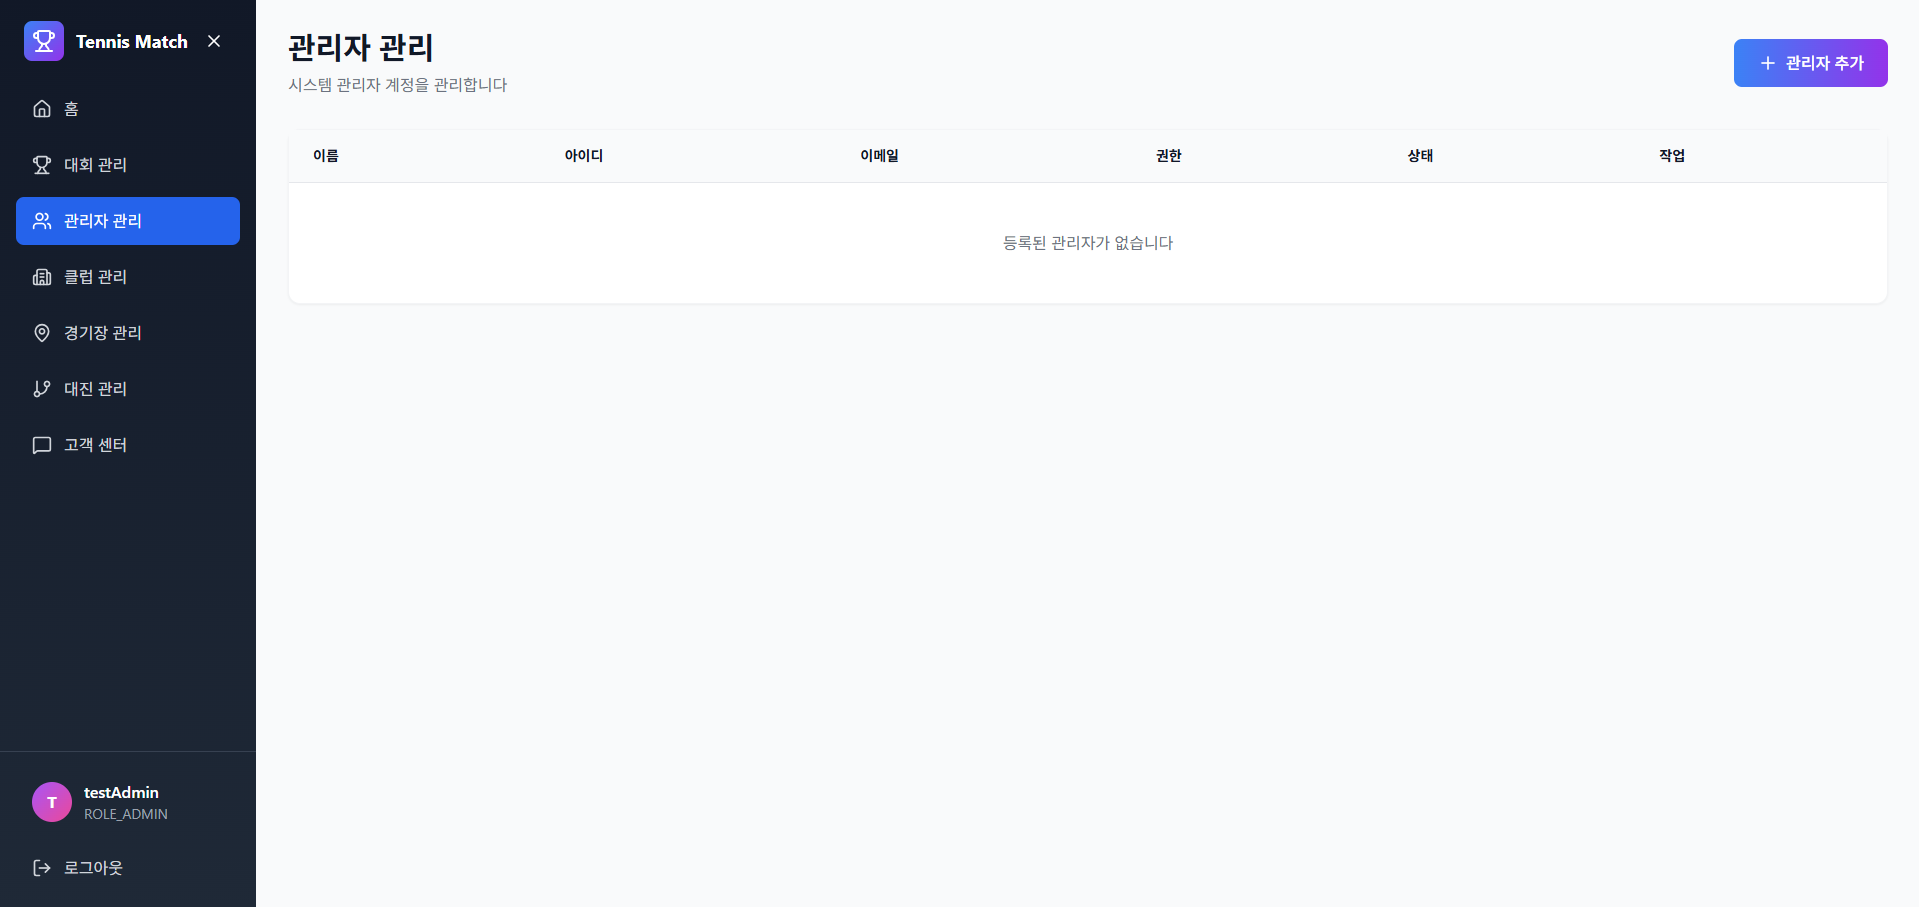 Tennis Match
홈
대회 관리
관리자 관리
클럽 관리
경기장 관리
대진 관리
고객 센터
T
testAdmin
ROLE_ADMIN
로그아웃
관리자 관리
시스템 관리자 계정을 관리합니다
관리자 추가
이름 아이디 이메일 권한 상태 작업
등록된 관리자가 없습니다